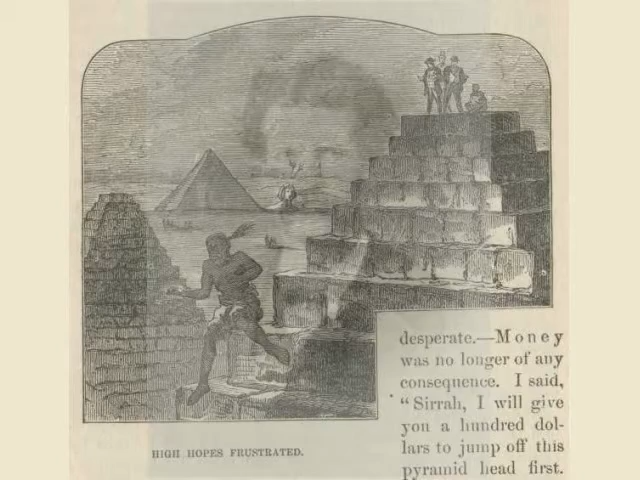 HIGH HOPES FRUSTRATED.
desperate.—Money
was no longer of any
consequence. I said,
"Sirrah, I will give
you a hundred dol-
lars to jump off this
pyramid head first.